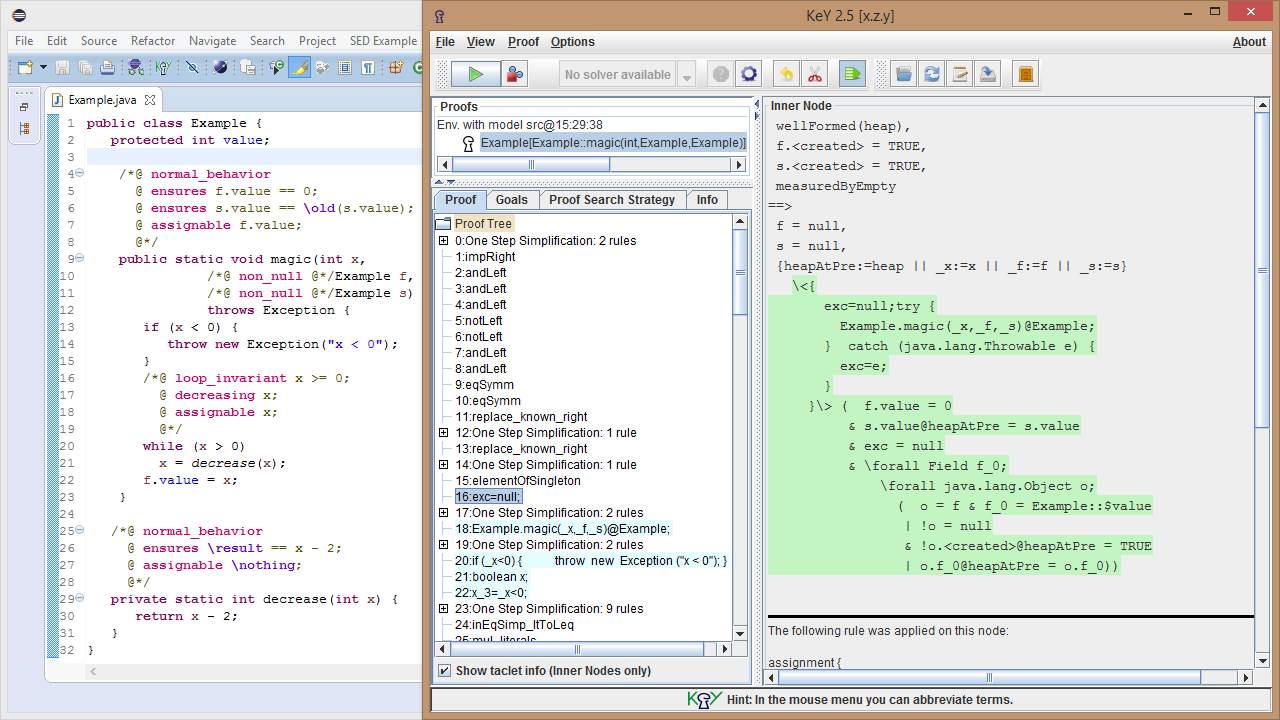 File Edit Source Refactor Navigate Search Project SED Example
Example.java
1 public class Example {
2 protected int value;
3
4 /*@ normal_behavior
5 @ ensures f.value == 0;
6 @ ensures s.value == \old(s.value);
7 @ assignable f.value;
8 @*/
9 public static void magic(int x,
10 /*@ non_null @*/Example f,
11 /*@ non_null @*/Example s)
12 throws Exception {
13 if (x < 0) {
14 throw new Exception("x < 0");
15 }
16 /*@ loop_invariant x >= 0;
17 @ decreasing x;
18 @ assignable x;
19 @*/
20 while (x > 0)
21 x = decrease(x);
22 f.value = x;
23 }
24
25 /*@ normal_behavior
26 @ ensures \result == x - 2;
27 @ assignable \nothing;
28 @*/
29 private static int decrease(int x) {
30 return x - 2;
31 }
32 }
KeY 2.5 [x.z.y]
File View Proof Options About
No solver available
Proofs
Env. with model src@15:29:38
Example[Example::magic(int,Example,Example)]
Proof Goals Proof Search Strategy Info
Proof Tree
0:One Step Simplification: 2 rules
1:impRight
2:andLeft
3:andLeft
4:andLeft
5:notLeft
6:notLeft
7:andLeft
8:andLeft
9:eqSymm
10:eqSymm
11:replace_known_right
12:One Step Simplification: 1 rule
13:replace_known_right
14:One Step Simplification: 1 rule
15:elementOfSingleton
16:exc=null;
17:One Step Simplification: 2 rules
18:Example.magic(_x,_f,_s)@Example;
19:One Step Simplification: 2 rules
20:if (_x<0) { throw new Exception ("x < 0"); }
21:boolean x;
22:x_3=_x<0;
23:One Step Simplification: 9 rules
24:inEqSimp_ltToLeq
25:mul_literals
Show taclet info (Inner Nodes only)
Inner Node
wellFormed(heap),
f.<created> = TRUE,
s.<created> = TRUE,
measuredByEmpty
==>
f = null,
s = null,
{heapAtPre:=heap || _x:=x || _f:=f || _s:=s}
\<{
exc=null;try {
Example.magic(_x,_f,_s)@Example;
} catch (java.lang.Throwable e) {
exc=e;
}
}\> ( f.value = 0
& s.value@heapAtPre = s.value
& exc = null
& \forall Field f_0;
\forall java.lang.Object o;
( o = f & f_0 = Example::$value
| !o = null
& !o.<created>@heapAtPre = TRUE
| o.f_0@heapAtPre = o.f_0))
The following rule was applied on this node:
assignment {
KeY Hint: In the mouse menu you can abbreviate terms.